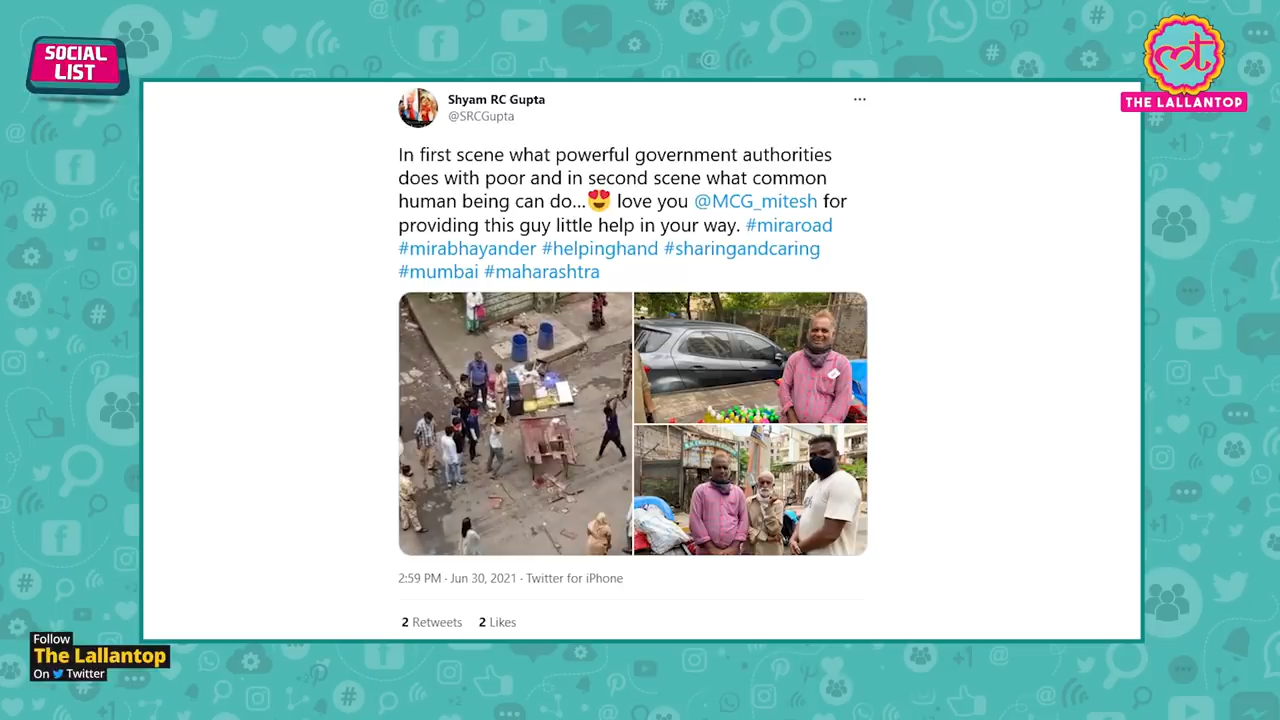 SOCIAL
LIST
mt
THE LALLANTOP
Shyam RC Gupta
@SRCGupta
In first scene what powerful government authorities
does with poor and in second scene what common
human being can do...😍 love you @MCG_mitesh for
providing this guy little help in your way. #miraroad
#mirabhayander #helpinghand #sharingandcaring
#mumbai #maharashtra
2:59 PM · Jun 30, 2021 · Twitter for iPhone
2 Retweets 2 Likes
Follow
The Lallantop
On Twitter